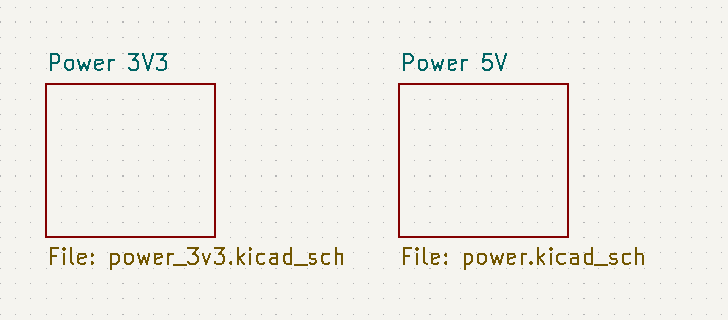 Power 3V3
Power 5V
File: power_3v3.kicad_sch
File: power.kicad_sch